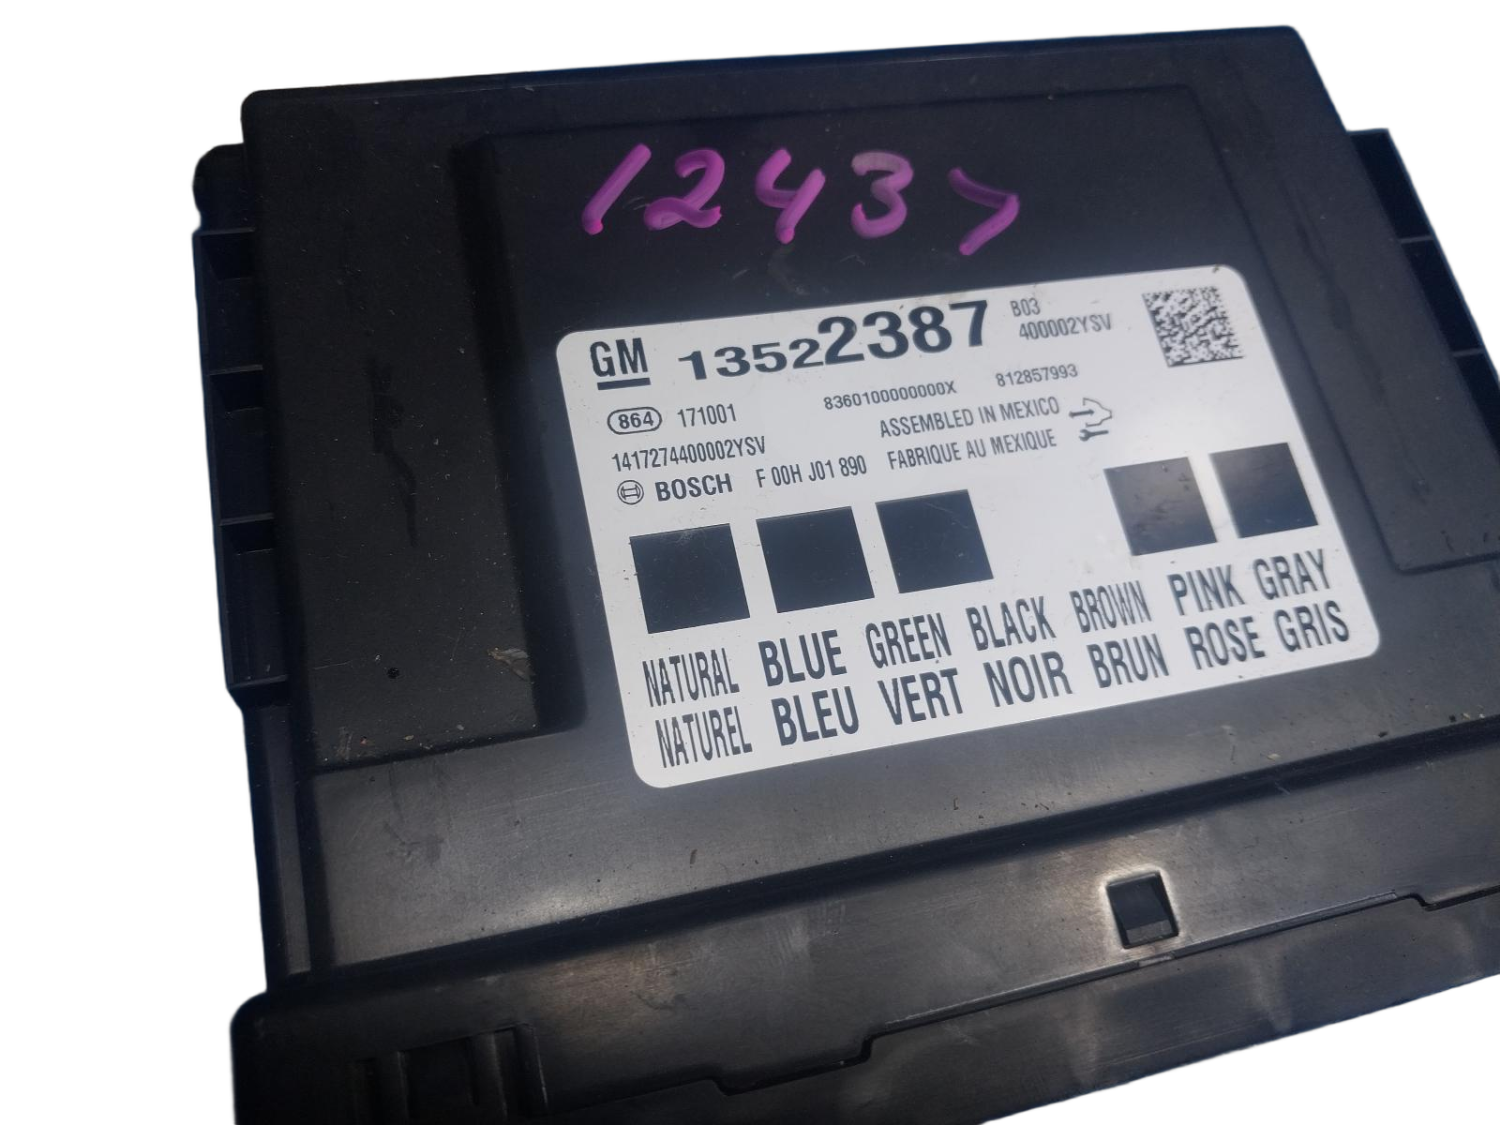 1243>
GM 13522387 B03
400002YSV
864 171001 8360100000000X 812857993
1417274400002YSV ASSEMBLED IN MEXICO
BOSCH F 00H J01 890 FABRIQUE AU MEXIQUE
NATURAL BLUE GREEN BLACK BROWN PINK GRAY
NATUREL BLEU VERT NOIR BRUN ROSE GRIS